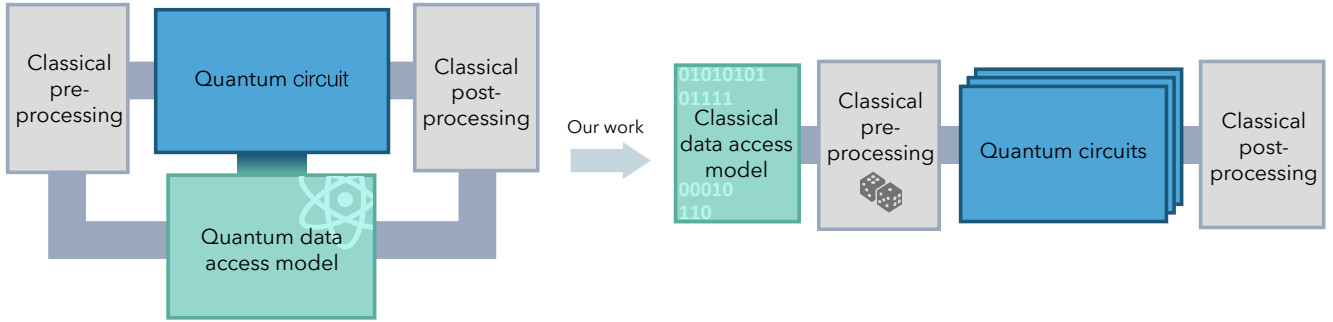 Classical
pre-
processing
Quantum circuit
Classical
post-
processing
Quantum data
access model
Our work
01010101
01111
Classical
data access
model
00010
110
Classical
pre-
processing
Quantum circuits
Classical
post-
processing